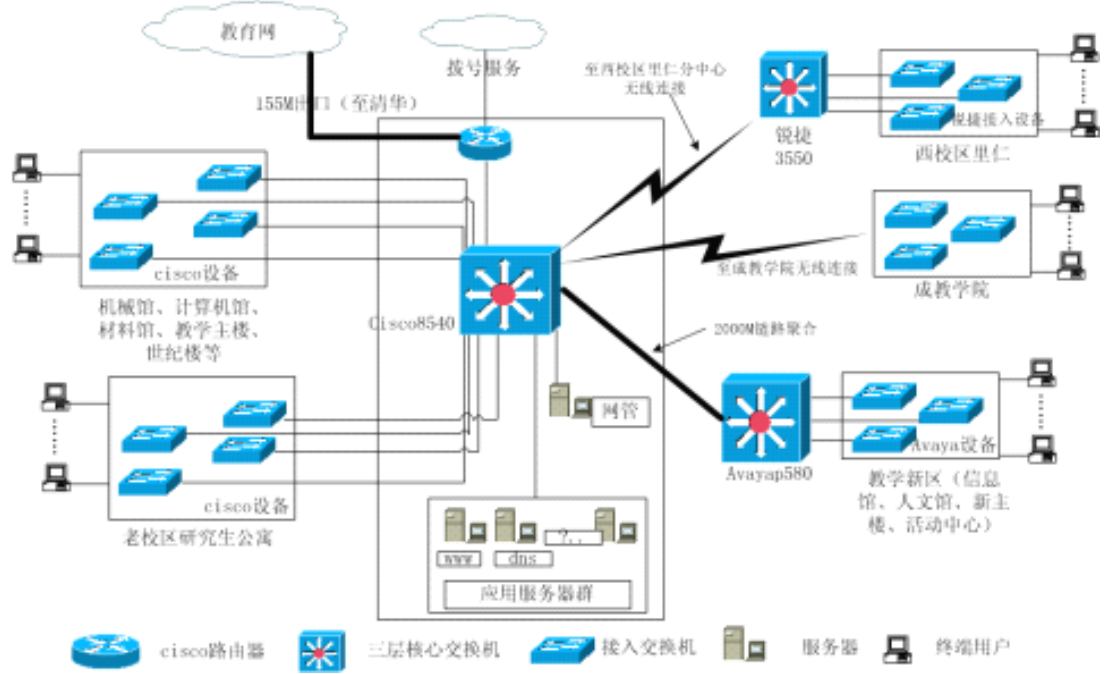 教育网
拨号服务
155M出口（至清华）
至西校区里仁分中心
无线连接
锐捷
3550
锐捷接入设备
西校区里仁
cisco设备
机械馆、计算机馆、
材料馆、教学主楼、
世纪楼等
Cisco8540
至成教学院无线连接
成教学院
2000M链路聚合
网管
Avayap580
Avaya设备
教学新区（信息
馆、人文馆、新主
楼、活动中心）
cisco设备
老校区研究生公寓
www
dns
?..
应用服务器群
cisco路由器
三层核心交换机
接入交换机
服务器
终端用户